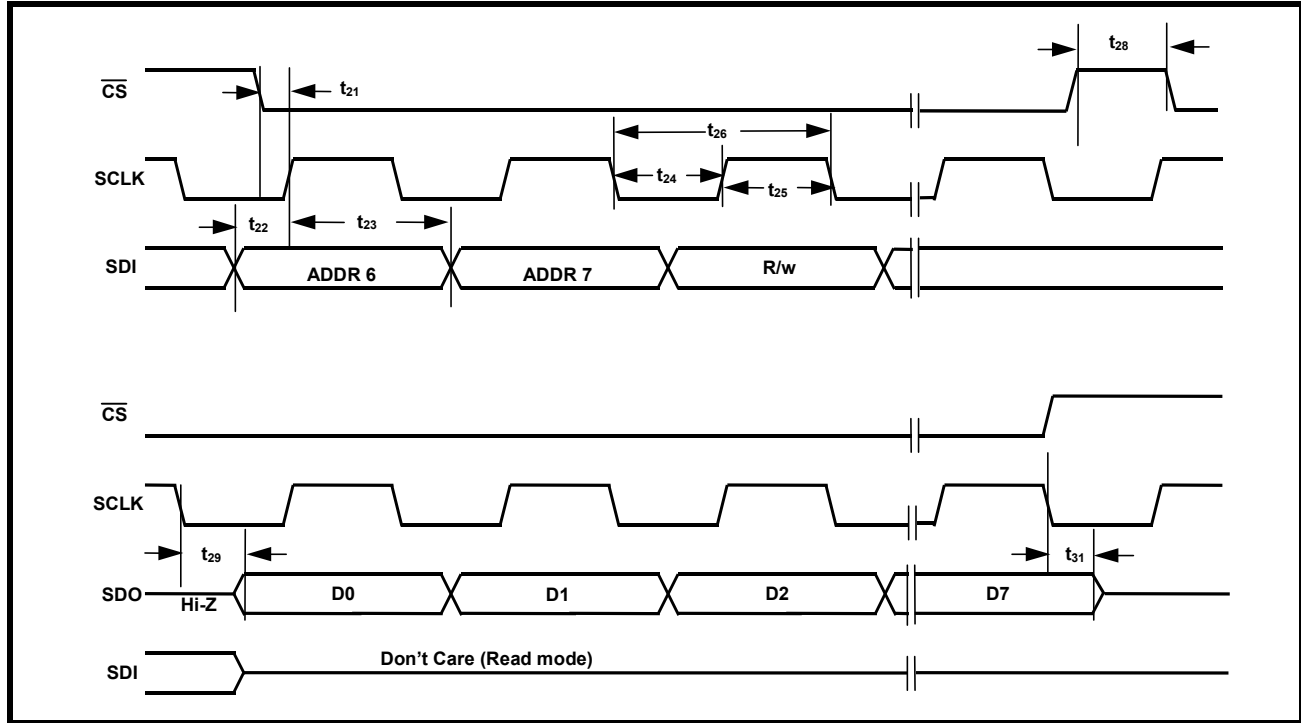 t28
CS
t21
t26
SCLK
t24
t25
t22
t23
SDI
ADDR 6
ADDR 7
R/w
CS
SCLK
t29
t31
SDO
Hi-Z
D0
D1
D2
D7
Don't Care (Read mode)
SDI